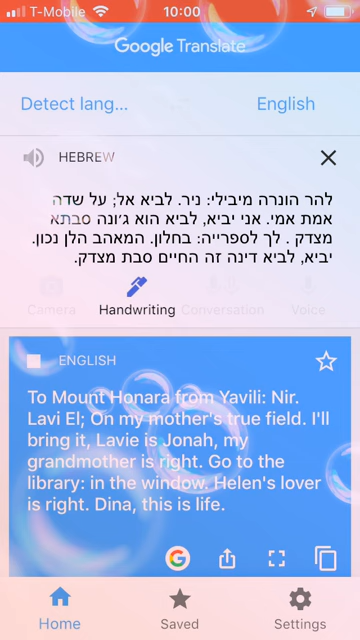 T-Mobile 10:00
Google Translate
Detect lang... English
HEBREW
להר הונרה מיבילי: ניר. לביא אל; על שדה
אמת אמי. אני יביא, לביא הוא ג׳ונה סבתא
מצדק . לך לספרייה: בחלון. המאהב הלן נכון.
יביא, לביא דינה זה החיים סבת מצדק.
Camera Handwriting Conversation Voice
ENGLISH
To Mount Honara from Yavili: Nir.
Lavi El; On my mother's true field. I'll
bring it, Lavie is Jonah, my
grandmother is right. Go to the
library: in the window. Helen's lover
is right. Dina, this is life.
Home Saved Settings